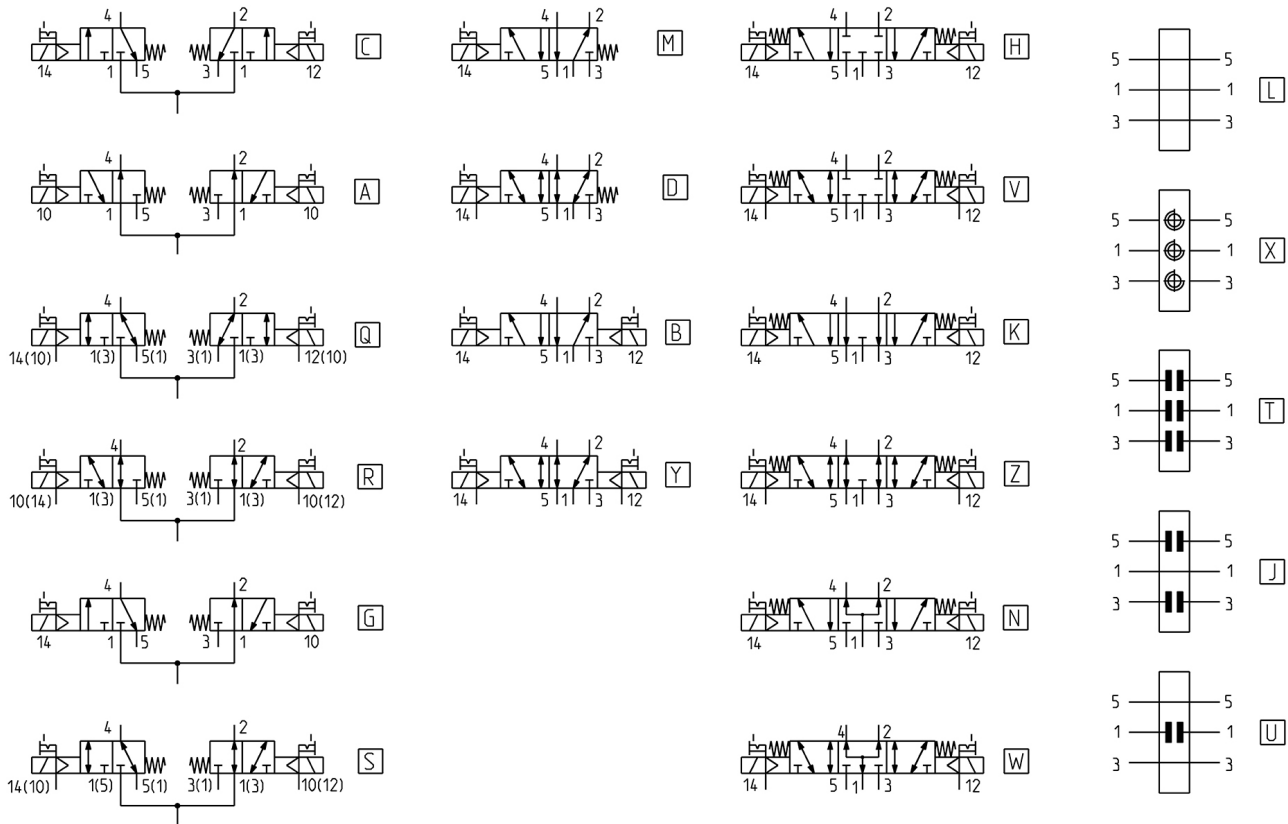 4 2 C
14 1 5 3 1 12
4 2 M
14 5 1 3
4 2 H
14 5 1 3 12
5 5
1 1 L
3 3
4 2 A
10 1 5 3 1 10
4 2 D
14 5 1 3
4 2 V
14 5 1 3 12
5 5
1 1 X
3 3
4 2 Q
14(10) 1(3) 5(1) 3(1) 1(3) 12(10)
4 2 B
14 5 1 3 12
4 2 K
14 5 1 3 12
5 5
1 1 T
3 3
4 2 R
10(14) 1(3) 5(1) 3(1) 1(3) 10(12)
4 2 Y
14 5 1 3 12
4 2 Z
14 5 1 3 12
5 5
1 1 J
3 3
4 2 G
14 1 5 3 1 10
4 2 N
14 5 1 3 12
5 5
1 1 U
3 3
4 2 S
14(10) 1(5) 5(1) 3(1) 1(3) 10(12)
4 2 W
14 5 1 3 12